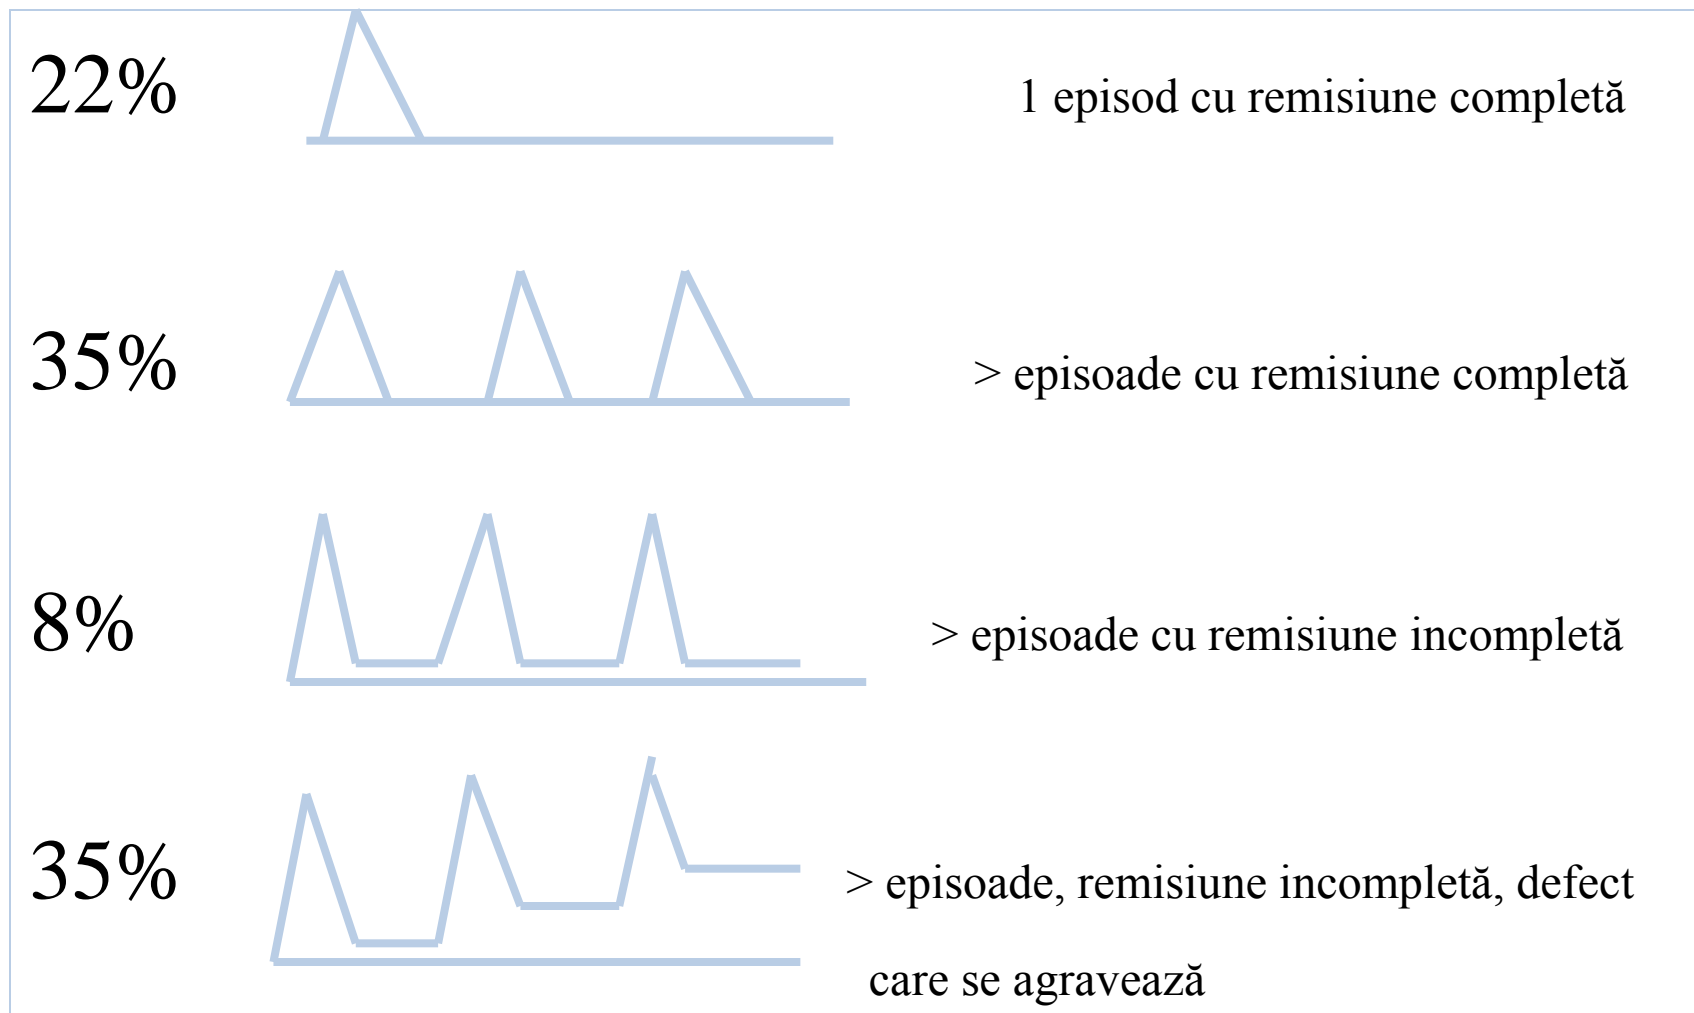 22%
1 episod cu remisiune completă
35%
> episoade cu remisiune completă
8%
> episoade cu remisiune incompletă
35%
> episoade, remisiune incompletă, defect
care se agravează